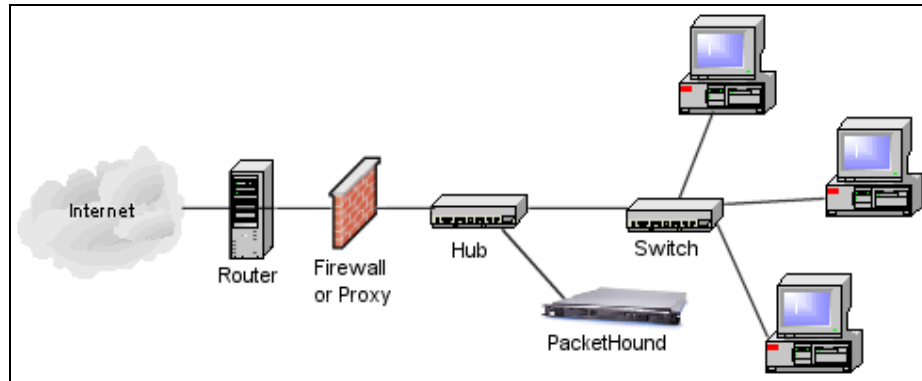 Internet
Router
Firewall
or Proxy
Hub
Switch
PacketHound